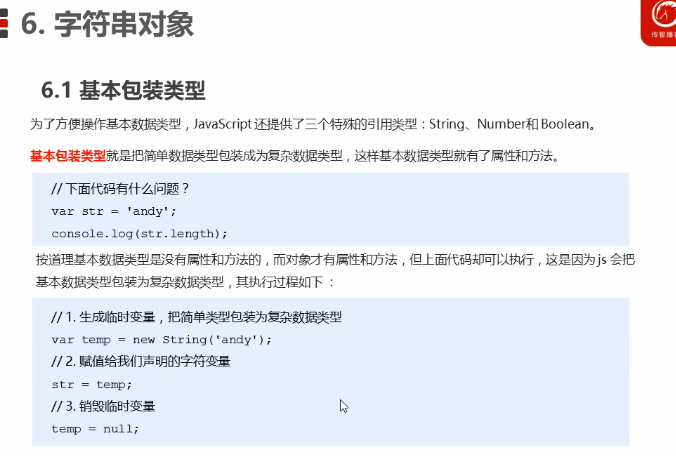 6. 字符串对象
传智播
6.1 基本包装类型
为了方便操作基本数据类型，JavaScript 还提供了三个特殊的引用类型：String、Number和 Boolean。
基本包装类型就是把简单数据类型包装成为复杂数据类型，这样基本数据类型就有了属性和方法。
// 下面代码有什么问题？
var str = 'andy';
console.log(str.length);
按道理基本数据类型是没有属性和方法的，而对象才有属性和方法，但上面代码却可以执行，这是因为 js 会把
基本数据类型包装为复杂数据类型，其执行过程如下 ：
// 1. 生成临时变量，把简单类型包装为复杂数据类型
var temp = new String('andy');
// 2. 赋值给我们声明的字符变量
str = temp;
// 3. 销毁临时变量
temp = null;